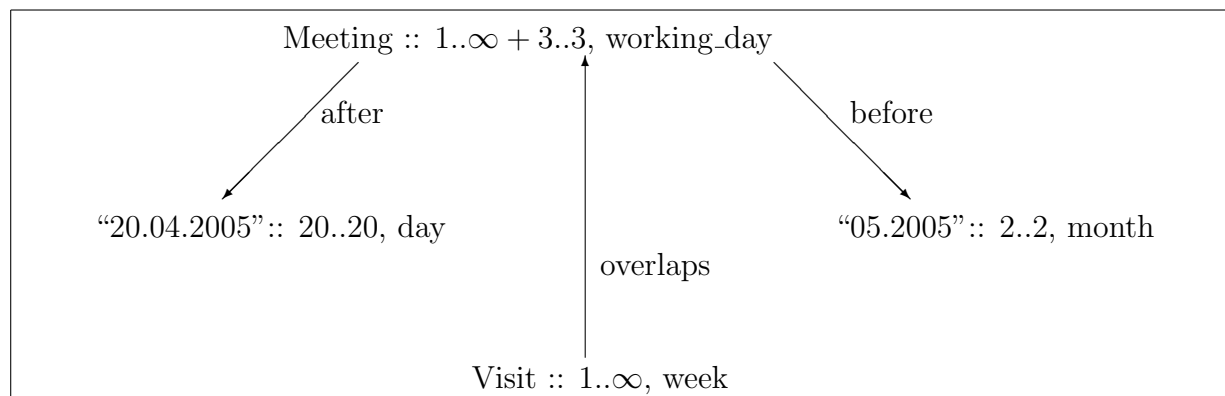 Meeting :: 1..∞ + 3..3, working_day
after
before
“20.04.2005”:: 20..20, day
“05.2005”:: 2..2, month
overlaps
Visit :: 1..∞, week